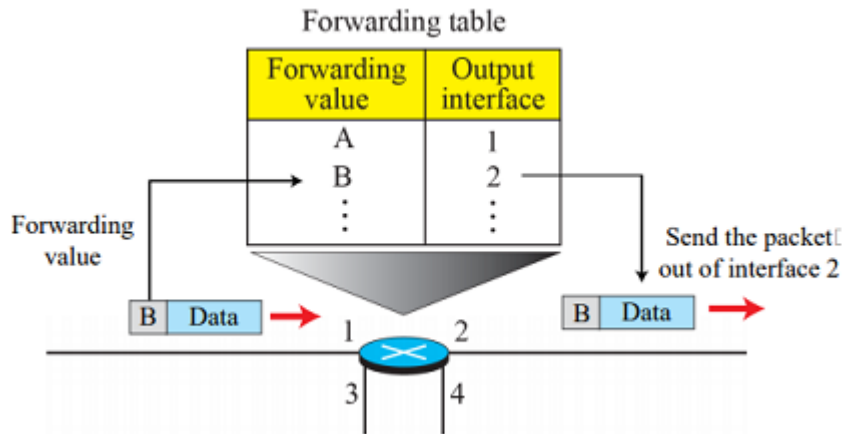 Forwarding table
Forwarding value
Output interface
A 1
B 2
Forwarding
value
Send the packet
out of interface 2
B Data
B Data
1 2
3 4